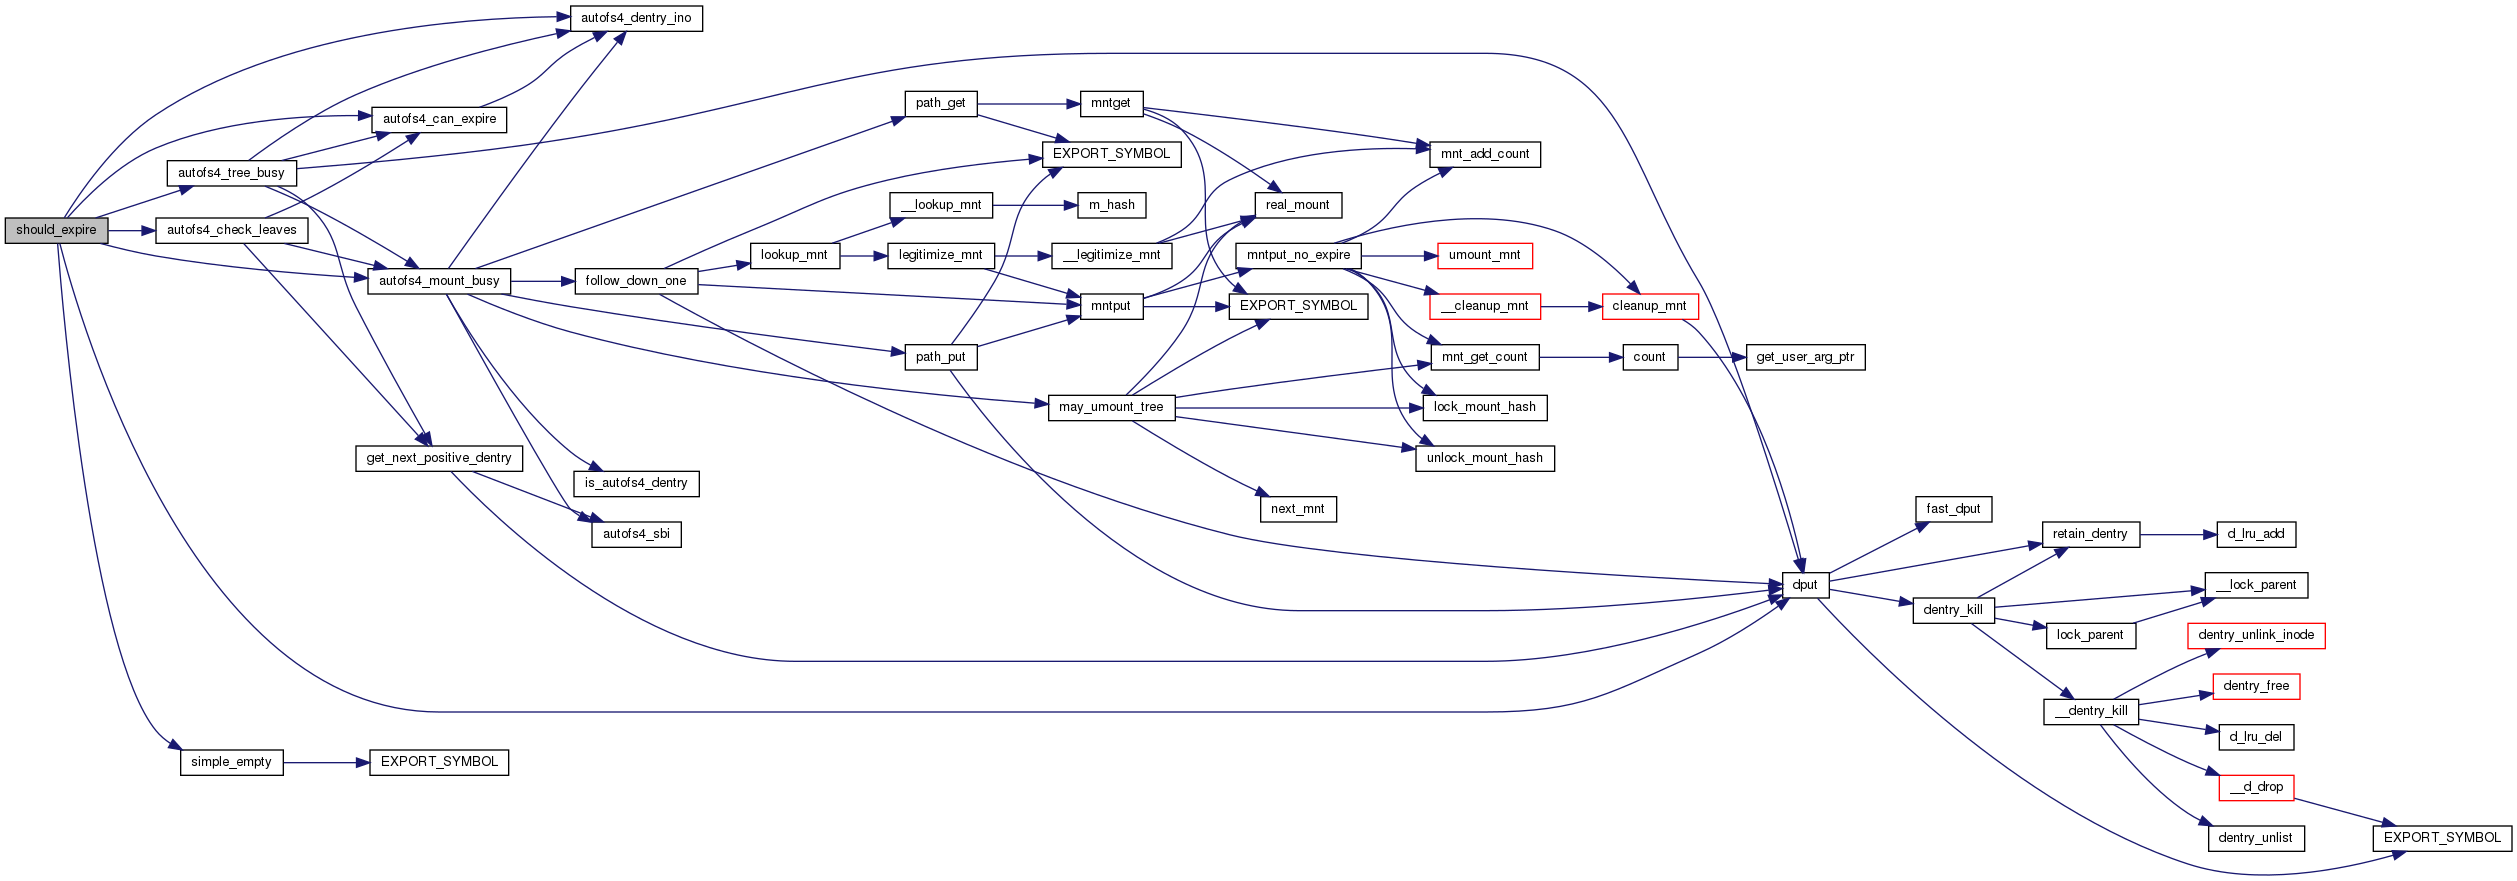 autofs4_dentry_ino
path_get
mntget
autofs4_can_expire
EXPORT_SYMBOL
mnt_add_count
autofs4_tree_busy
__lookup_mnt
m_hash
real_mount
should_expire
autofs4_check_leaves
lookup_mnt
legitimize_mnt
__legitimize_mnt
mntput_no_expire
umount_mnt
autofs4_mount_busy
follow_down_one
mntput
EXPORT_SYMBOL
__cleanup_mnt
cleanup_mnt
path_put
mnt_get_count
count
get_user_arg_ptr
may_umount_tree
lock_mount_hash
get_next_positive_dentry
unlock_mount_hash
is_autofs4_dentry
next_mnt
fast_dput
autofs4_sbi
retain_dentry
d_lru_add
dput
__lock_parent
dentry_kill
lock_parent
dentry_unlink_inode
dentry_free
__dentry_kill
d_lru_del
simple_empty
EXPORT_SYMBOL
__d_drop
dentry_unlist
EXPORT_SYMBOL